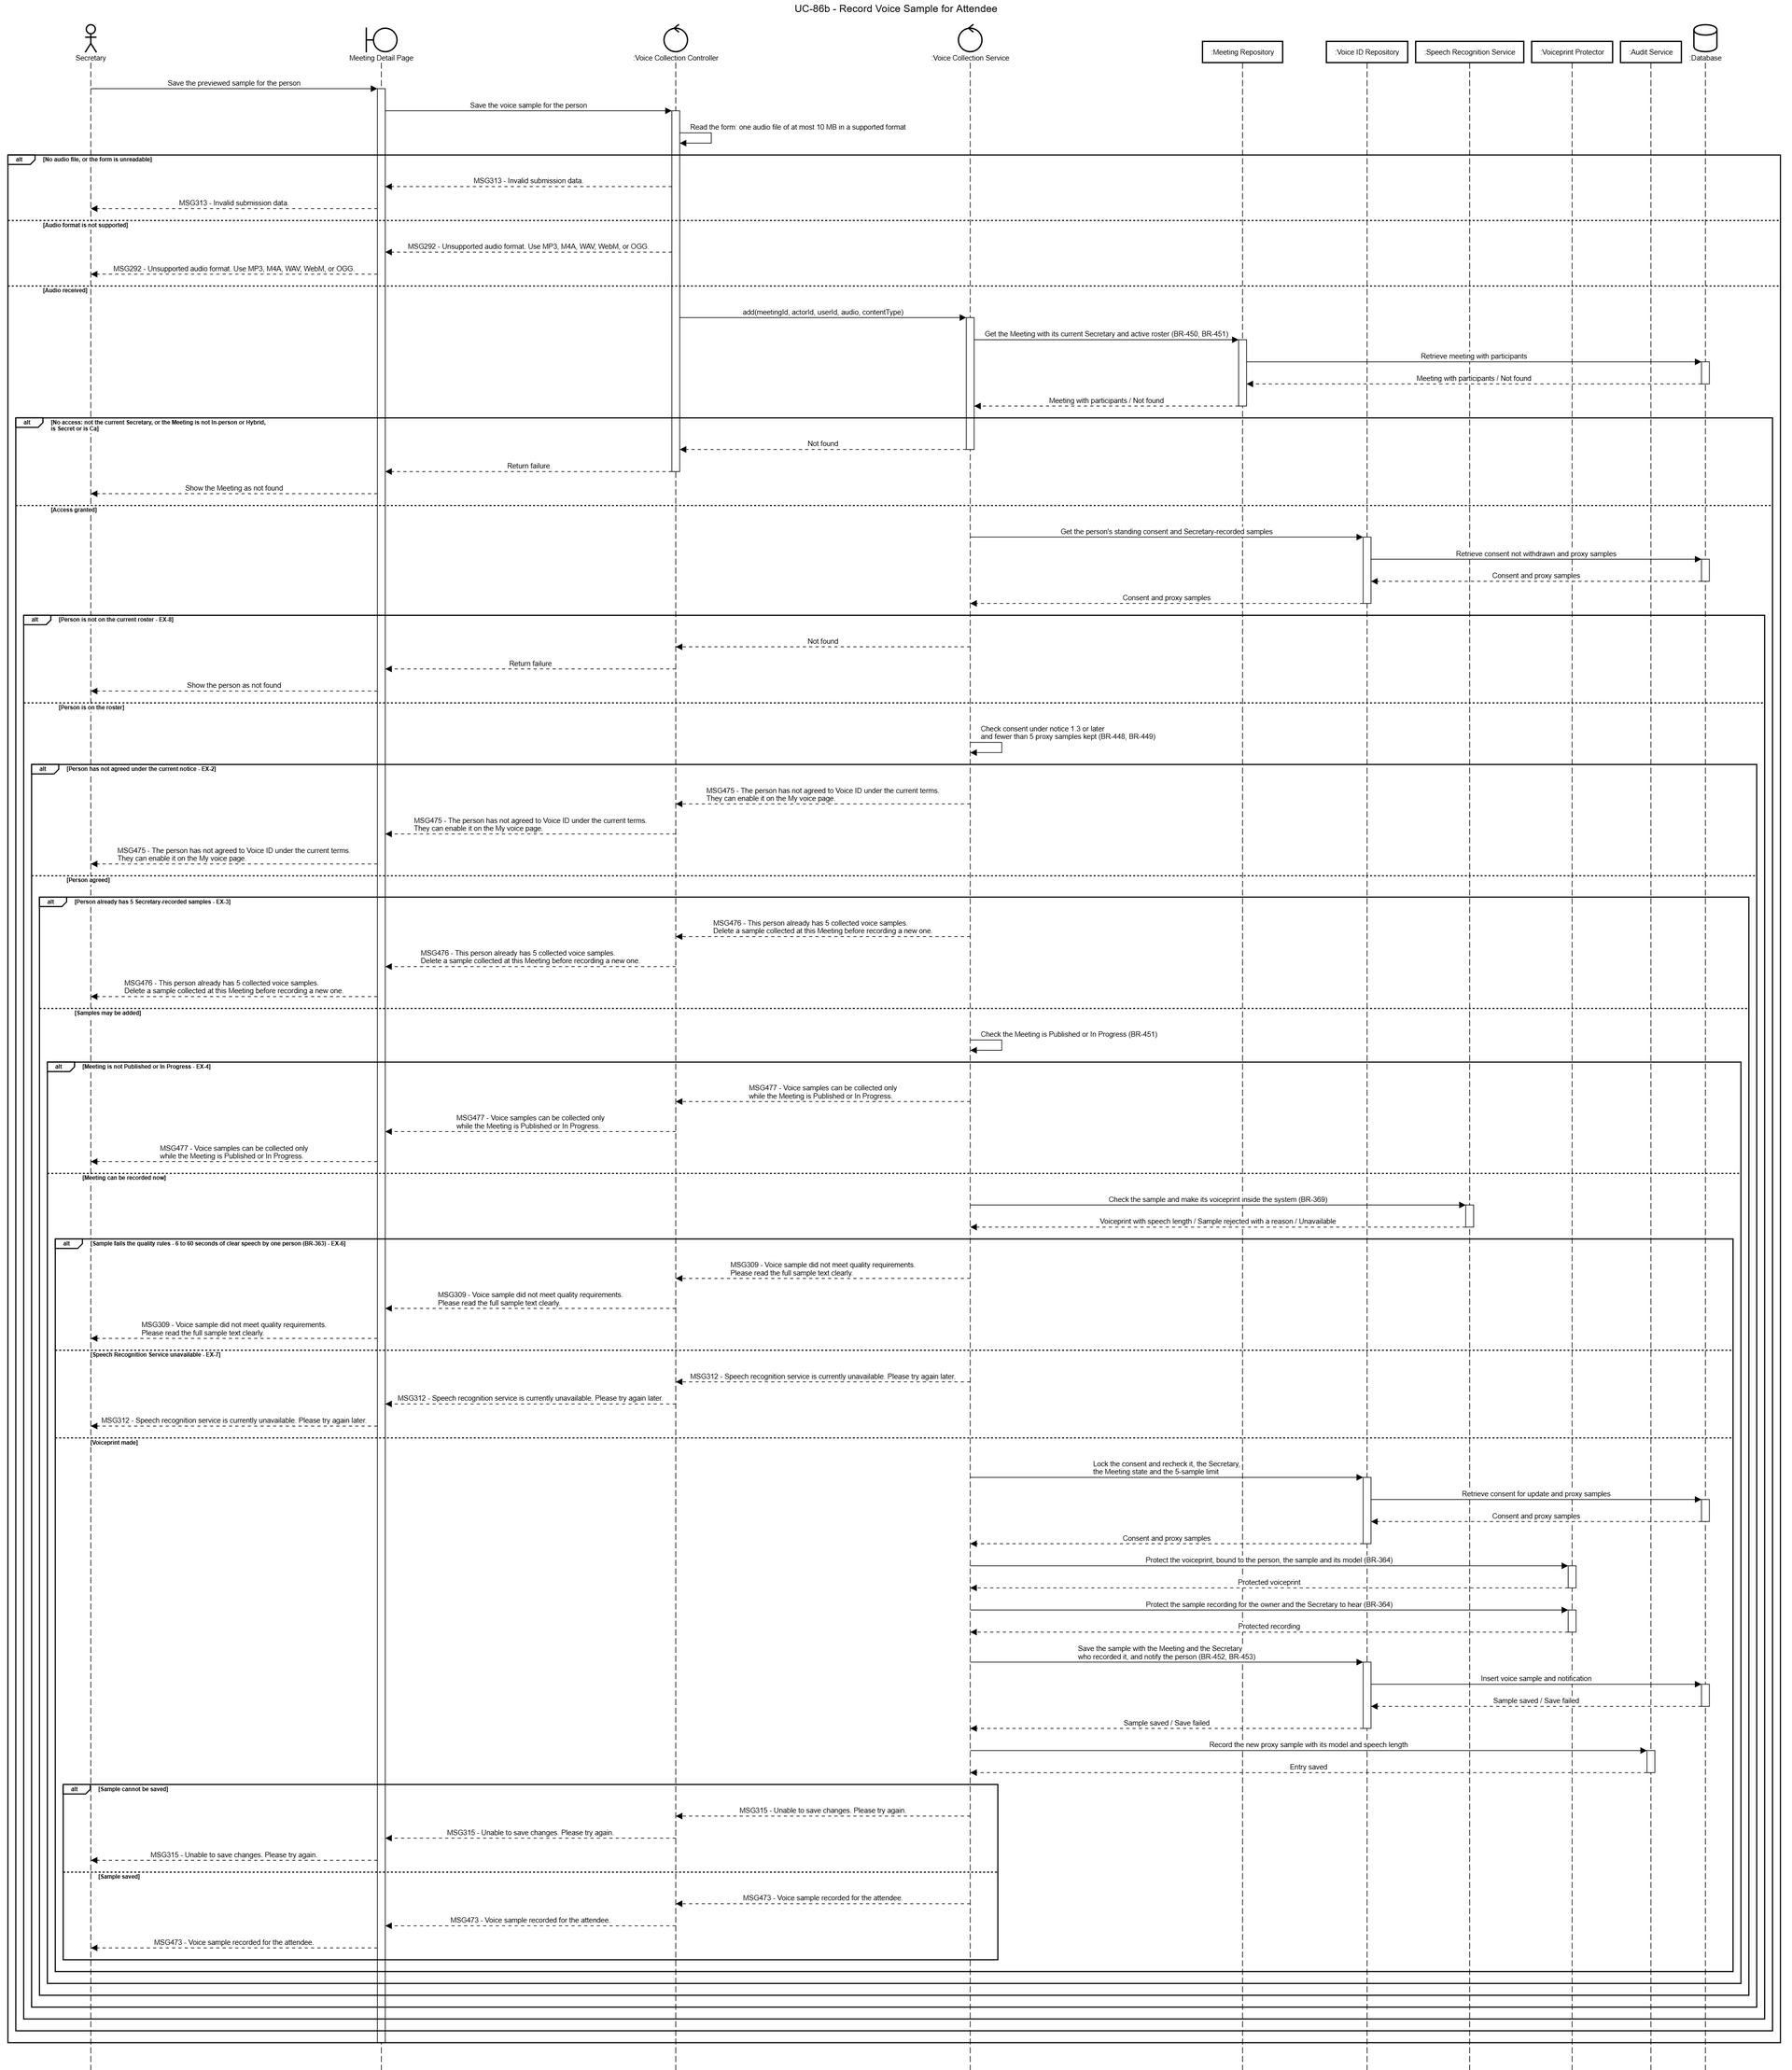 UC-86b - Record Voice Sample for Attendee
Secretary
Meeting Detail Page
:Voice Collection Controller
:Voice Collection Service
:Meeting Repository
:Voice ID Repository
:Speech Recognition Service
:Voiceprint Protector
:Audit Service
:Database
Save the previewed sample for the person
Save the voice sample for the person
Read the form: one audio file of at most 10 MB in a supported format
alt
[No audio file, or the form is unreadable]
MSG313 - Invalid submission data.
MSG313 - Invalid submission data.
[Audio format is not supported]
MSG292 - Unsupported audio format. Use MP3, M4A, WAV, WebM, or OGG.
MSG292 - Unsupported audio format. Use MP3, M4A, WAV, WebM, or OGG.
[Audio received]
add(meetingId, actorId, userId, audio, contentType)
Get the Meeting with its current Secretary and active roster (BR-450, BR-451)
Retrieve meeting with participants
Meeting with participants / Not found
Meeting with participants / Not found
alt
[No access: not the current Secretary, or the Meeting is not In-person or Hybrid,
is Secret or is Ca]
Not found
Return failure
Show the Meeting as not found
[Access granted]
Get the person's standing consent and Secretary-recorded samples
Retrieve consent not withdrawn and proxy samples
Consent and proxy samples
Consent and proxy samples
alt
[Person is not on the current roster - EX-8]
Not found
Return failure
Show the person as not found
[Person is on the roster]
Check consent under notice 1.3 or later
and fewer than 5 proxy samples kept (BR-448, BR-449)
alt
[Person has not agreed under the current notice - EX-2]
MSG475 - The person has not agreed to Voice ID under the current terms.
They can enable it on the My voice page.
MSG475 - The person has not agreed to Voice ID under the current terms.
They can enable it on the My voice page.
MSG475 - The person has not agreed to Voice ID under the current terms.
They can enable it on the My voice page.
[Person agreed]
alt
[Person already has 5 Secretary-recorded samples - EX-3]
MSG476 - This person already has 5 collected voice samples.
Delete a sample collected at this Meeting before recording a new one.
MSG476 - This person already has 5 collected voice samples.
Delete a sample collected at this Meeting before recording a new one.
MSG476 - This person already has 5 collected voice samples.
Delete a sample collected at this Meeting before recording a new one.
[Samples may be added]
Check the Meeting is Published or In Progress (BR-451)
alt
[Meeting is not Published or In Progress - EX-4]
MSG477 - Voice samples can be collected only
while the Meeting is Published or In Progress.
MSG477 - Voice samples can be collected only
while the Meeting is Published or In Progress.
MSG477 - Voice samples can be collected only
while the Meeting is Published or In Progress.
[Meeting can be recorded now]
Check the sample and make its voiceprint inside the system (BR-369)
Voiceprint with speech length / Sample rejected with a reason / Unavailable
alt
[Sample fails the quality rules - 6 to 60 seconds of clear speech by one person (BR-363) - EX-6]
MSG309 - Voice sample did not meet quality requirements.
Please read the full sample text clearly.
MSG309 - Voice sample did not meet quality requirements.
Please read the full sample text clearly.
MSG309 - Voice sample did not meet quality requirements.
Please read the full sample text clearly.
[Speech Recognition Service unavailable - EX-7]
MSG312 - Speech recognition service is currently unavailable. Please try again later.
MSG312 - Speech recognition service is currently unavailable. Please try again later.
MSG312 - Speech recognition service is currently unavailable. Please try again later.
[Voiceprint made]
Lock the consent and recheck it, the Secretary,
the Meeting state and the 5-sample limit
Retrieve consent for update and proxy samples
Consent and proxy samples
Consent and proxy samples
Protect the voiceprint, bound to the person, the sample and its model (BR-364)
Protected voiceprint
Protect the sample recording for the owner and the Secretary to hear (BR-364)
Protected recording
Save the sample with the Meeting and the Secretary
who recorded it, and notify the person (BR-452, BR-453)
Insert voice sample and notification
Sample saved / Save failed
Sample saved / Save failed
Record the new proxy sample with its model and speech length
Entry saved
alt
[Sample cannot be saved]
MSG315 - Unable to save changes. Please try again.
MSG315 - Unable to save changes. Please try again.
MSG315 - Unable to save changes. Please try again.
[Sample saved]
MSG473 - Voice sample recorded for the attendee.
MSG473 - Voice sample recorded for the attendee.
MSG473 - Voice sample recorded for the attendee.